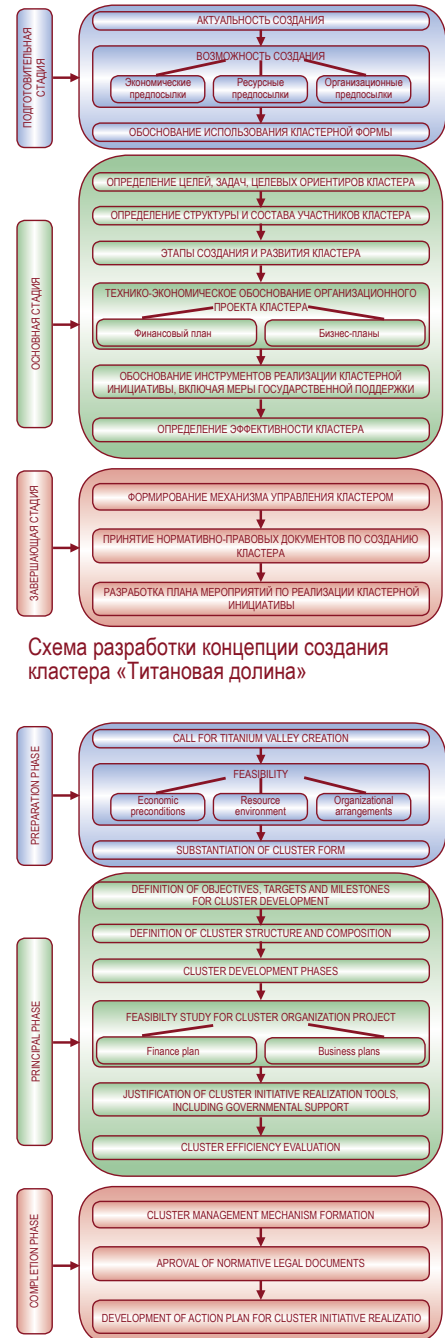 ПОДГОТОВИТЕЛЬНАЯ
СТАДИЯ
АКТУАЛЬНОСТЬ СОЗДАНИЯ
ВОЗМОЖНОСТЬ СОЗДАНИЯ
Экономические
предпосылки
Ресурсные
предпосылки
Организационные
предпосылки
ОБОСНОВАНИЕ ИСПОЛЬЗОВАНИЯ КЛАСТЕРНОЙ ФОРМЫ
ОСНОВНАЯ СТАДИЯ
ОПРЕДЕЛЕНИЕ ЦЕЛЕЙ, ЗАДАЧ, ЦЕЛЕВЫХ ОРИЕНТИРОВ КЛАСТЕРА
ОПРЕДЕЛЕНИЕ СТРУКТУРЫ И СОСТАВА УЧАСТНИКОВ КЛАСТЕРА
ЭТАПЫ СОЗДАНИЯ И РАЗВИТИЯ КЛАСТЕРА
ТЕХНИКО-ЭКОНОМИЧЕСКОЕ ОБОСНОВАНИЕ ОРГАНИЗАЦИОННОГО
ПРОЕКТА КЛАСТЕРА
Финансовый план
Бизнес-планы
ОБОСНОВАНИЕ ИНСТРУМЕНТОВ РЕАЛИЗАЦИИ КЛАСТЕРНОЙ
ИНИЦИАТИВЫ, ВКЛЮЧАЯ МЕРЫ ГОСУДАРСТВЕННОЙ ПОДДЕРЖКИ
ОПРЕДЕЛЕНИЕ ЭФФЕКТИВНОСТИ КЛАСТЕРА
ЗАВЕРШАЮЩАЯ СТАДИЯ
ФОРМИРОВАНИЕ МЕХАНИЗМА УПРАВЛЕНИЯ КЛАСТЕРОМ
ПРИНЯТИЕ НОРМАТИВНО-ПРАВОВЫХ ДОКУМЕНТОВ ПО СОЗДАНИЮ
КЛАСТЕРА
РАЗРАБОТКА ПЛАНА МЕРОПРИЯТИЙ ПО РЕАЛИЗАЦИИ КЛАСТЕРНОЙ
ИНИЦИАТИВЫ
Схема разработки концепции создания
кластера «Титановая долина»
PREPARATION PHASE
CALL FOR TITANIUM VALLEY CREATION
FEASIBILITY
Economic
preconditions
Resource
environment
Organizational
arrangements
SUBSTANTIATION OF CLUSTER FORM
PRINCIPAL PHASE
DEFINITION OF OBJECTIVES, TARGETS AND MILESTONES
FOR CLUSTER DEVELOPMENT
DEFINITION OF CLUSTER STRUCTURE AND COMPOSITION
CLUSTER DEVELOPMENT PHASES
FEASIBILTY STUDY FOR CLUSTER ORGANIZATION PROJECT
Finance plan
Business plans
JUSTIFICATION OF CLUSTER INITIATIVE REALIZATION TOOLS,
INCLUDING GOVERNMENTAL SUPPORT
CLUSTER EFFICIENCY EVALUATION
COMPLETION PHASE
CLUSTER MANAGEMENT MECHANISM FORMATION
APROVAL OF NORMATIVE LEGAL DOCUMENTS
DEVELOPMENT OF ACTION PLAN FOR CLUSTER INITIATIVE REALIZATIO